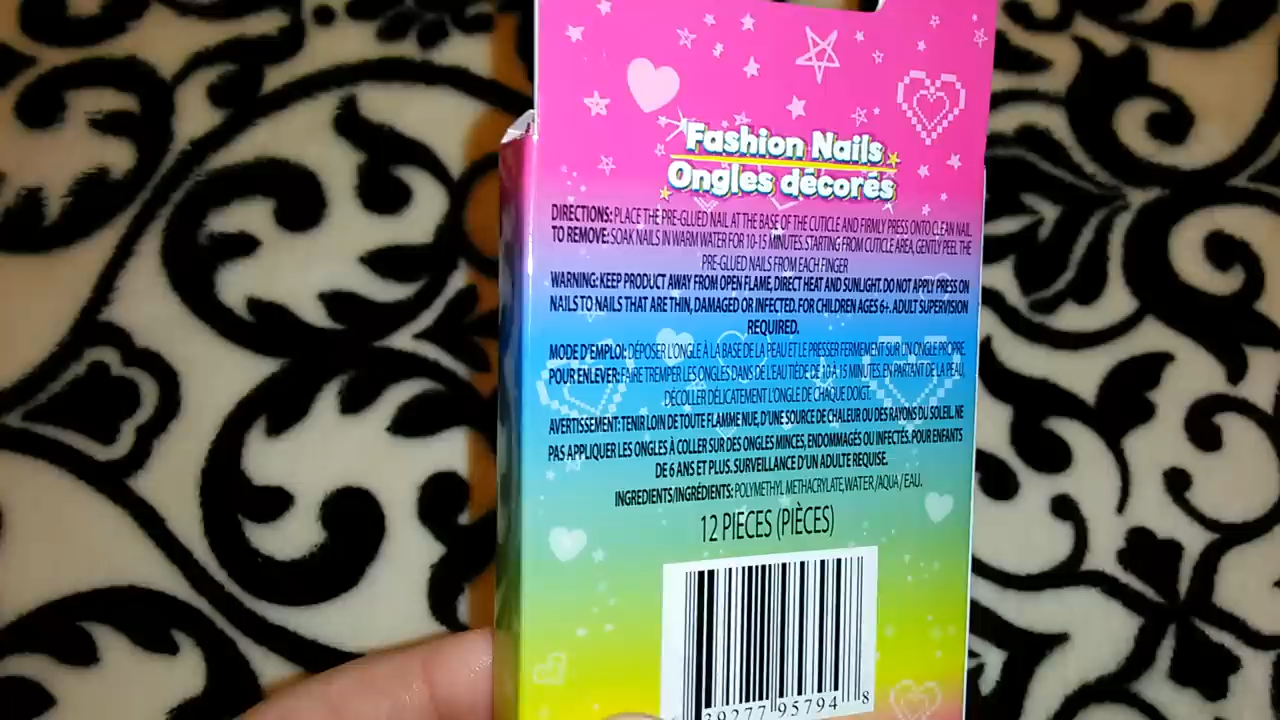 Fashion Nails
Ongles décorés
DIRECTIONS: PLACE THE PRE-GLUED NAIL AT THE BASE OF THE CUTICLE AND FIRMLY PRESS ONTO CLEAN NAIL.
TO REMOVE: SOAK NAILS IN WARM WATER FOR 10-15 MINUTES. STARTING FROM CUTICLE AREA, GENTLY PEEL THE
PRE-GLUED NAILS FROM EACH FINGER
WARNING: KEEP PRODUCT AWAY FROM OPEN FLAME, DIRECT HEAT AND SUNLIGHT. DO NOT APPLY PRESS ON
NAILS TO NAILS THAT ARE THIN, DAMAGED OR INFECTED. FOR CHILDREN AGES 6+. ADULT SUPERVISION
REQUIRED.
MODE D'EMPLOI: DÉPOSER L'ONGLE À LA BASE DE LA PEAU ET LE PRESSER FERMEMENT SUR UN ONGLE PROPRE.
POUR ENLEVER: FAIRE TREMPER LES ONGLES DANS DE L'EAU TIÈDE DE 10 À 15 MINUTES. EN PARTANT DE LA PEAU,
DÉCOLLER DÉLICATEMENT L'ONGLE DE CHAQUE DOIGT.
AVERTISSEMENT: TENIR LOIN DE TOUTE FLAMME NUE, D'UNE SOURCE DE CHALEUR OU DES RAYONS DU SOLEIL. NE
PAS APPLIQUER LES ONGLES À COLLER SUR DES ONGLES MINCES, ENDOMMAGÉS OU INFECTÉS. POUR ENFANTS
DE 6 ANS ET PLUS. SURVEILLANCE D'UN ADULTE REQUISE.
INGREDIENTS/INGRÉDIENTS: POLYMETHYL METHACRYLATE, WATER / AQUA / EAU.
12 PIECES (PIÈCES)
39277 95794 8